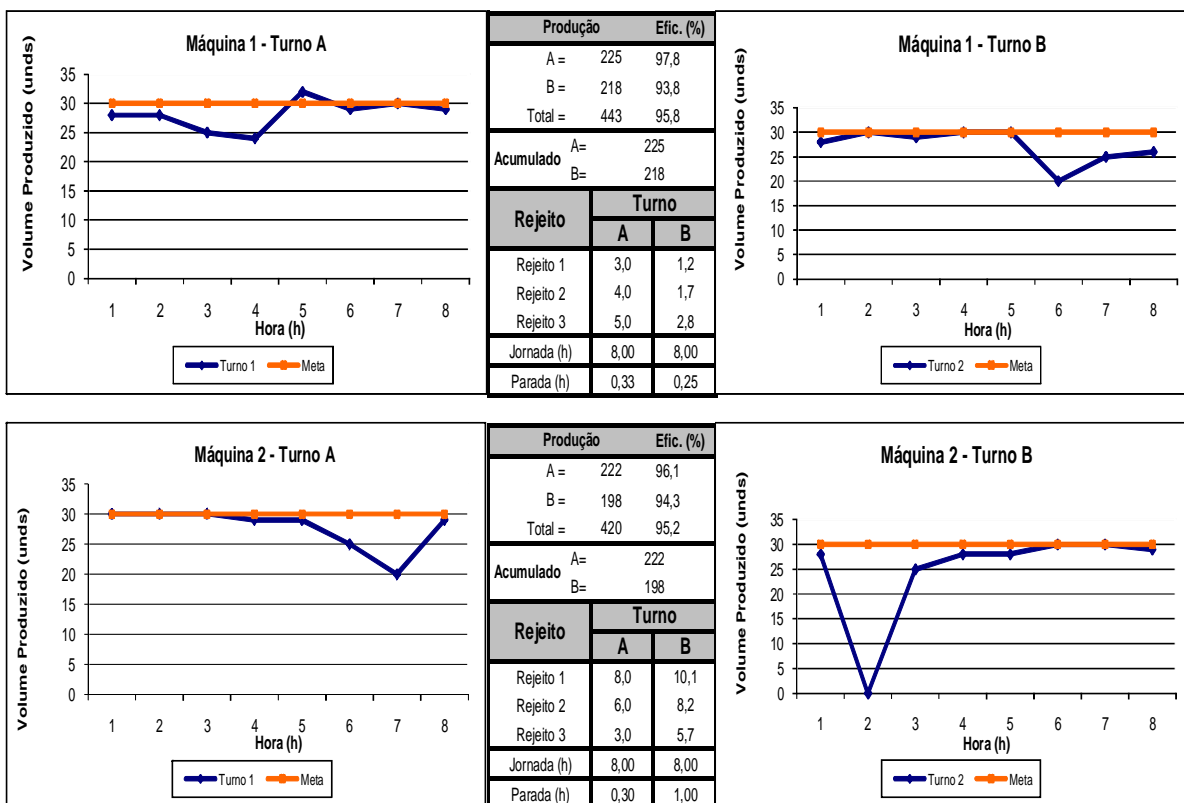 Máquina 1 - Turno A
Volume Produzido (unds)
35
30
25
20
15
10
5
0
1 2 3 4 5 6 7 8
Hora (h)
Turno 1 Meta
Produção Efic. (%)
A = 225 97,8
B = 218 93,8
Total = 443 95,8
Acumulado A= 225
B= 218
Rejeito Turno
A B
Rejeito 1 3,0 1,2
Rejeito 2 4,0 1,7
Rejeito 3 5,0 2,8
Jornada (h) 8,00 8,00
Parada (h) 0,33 0,25
Máquina 1 - Turno B
Volume Produzido (unds)
35
30
25
20
15
10
5
0
1 2 3 4 5 6 7 8
Hora (h)
Turno 2 Meta
Máquina 2 - Turno A
Volume Produzido (unds)
35
30
25
20
15
10
5
0
1 2 3 4 5 6 7 8
Hora (h)
Turno 1 Meta
Produção Efic. (%)
A = 222 96,1
B = 198 94,3
Total = 420 95,2
Acumulado A= 222
B= 198
Rejeito Turno
A B
Rejeito 1 8,0 10,1
Rejeito 2 6,0 8,2
Rejeito 3 3,0 5,7
Jornada (h) 8,00 8,00
Parada (h) 0,30 1,00
Máquina 2 - Turno B
Volume Produzido (unds)
35
30
25
20
15
10
5
0
1 2 3 4 5 6 7 8
Hora (h)
Turno 2 Meta